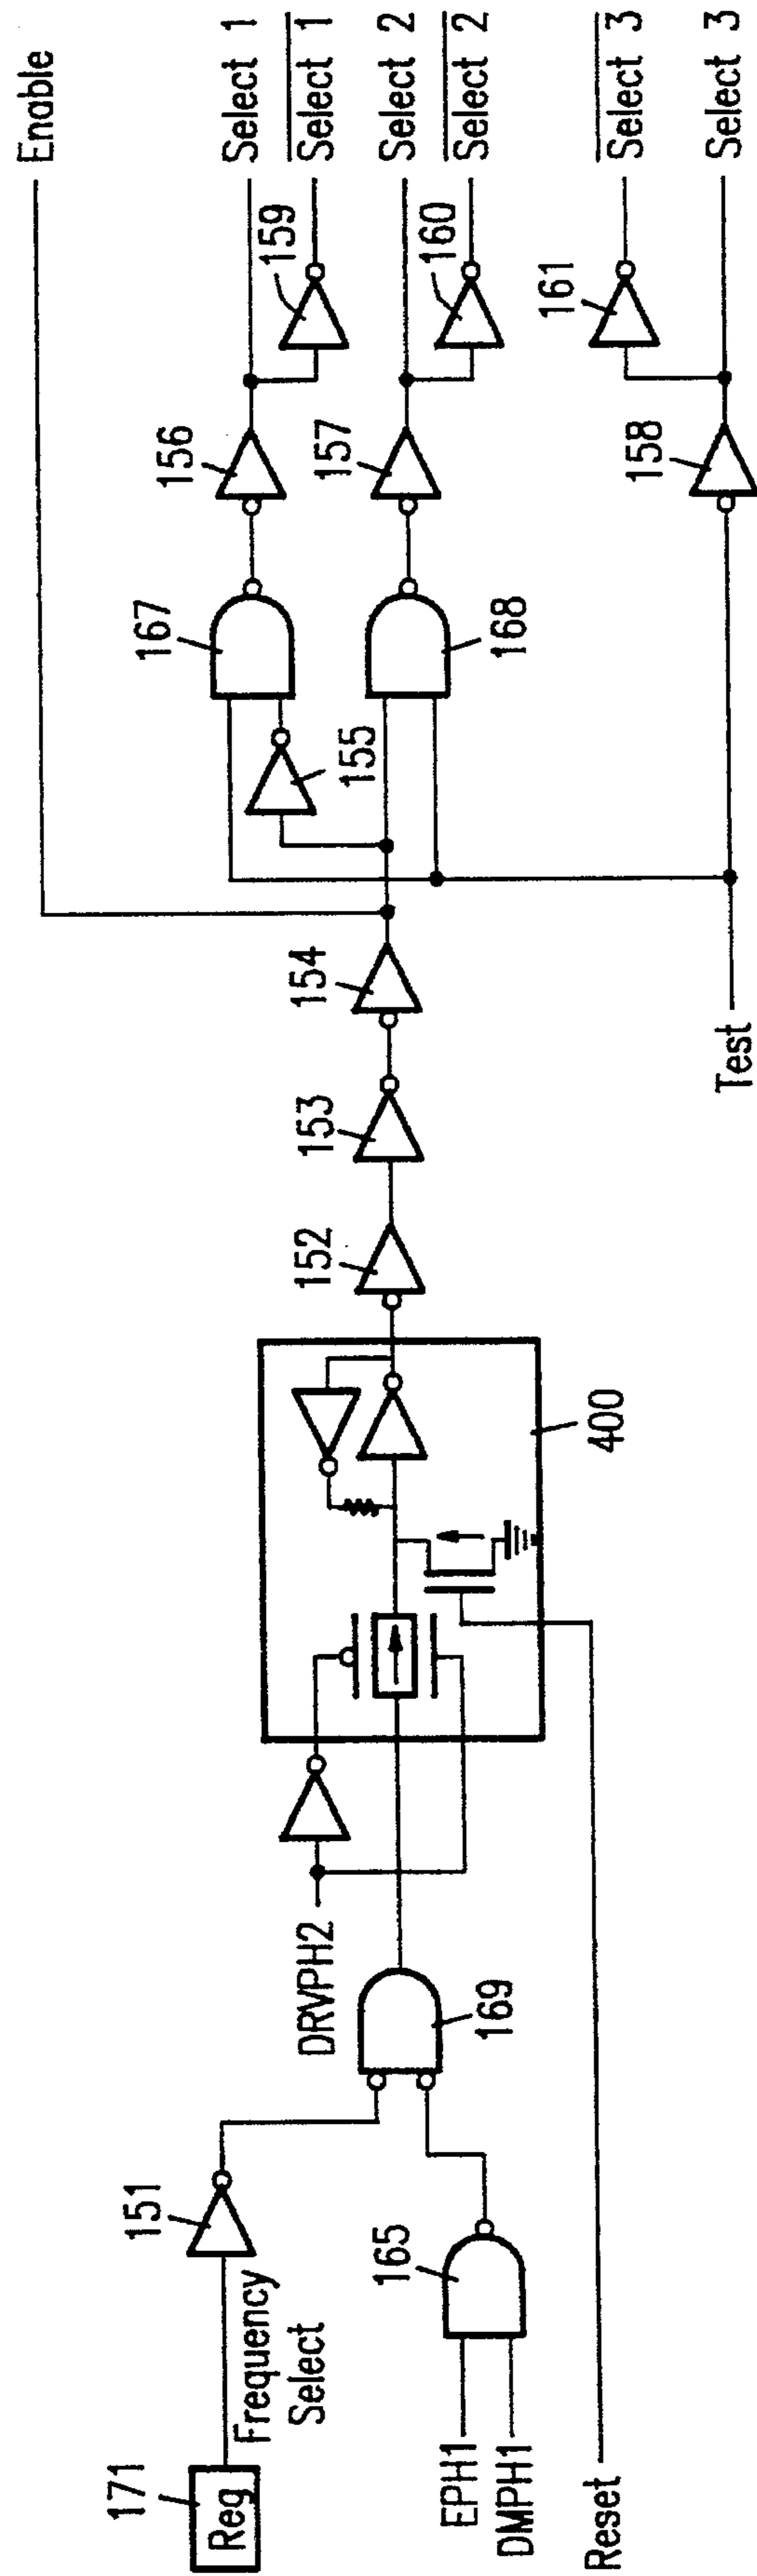 171
Reg
Frequency
Select
151
EPH1
DMPH1
165
Reset
169
DRVPH2
400
152
153
154
Test
155
167
168
156
157
158
159
160
161
Enable
Select 1
Select 1
Select 2
Select 2
Select 3
Select 3